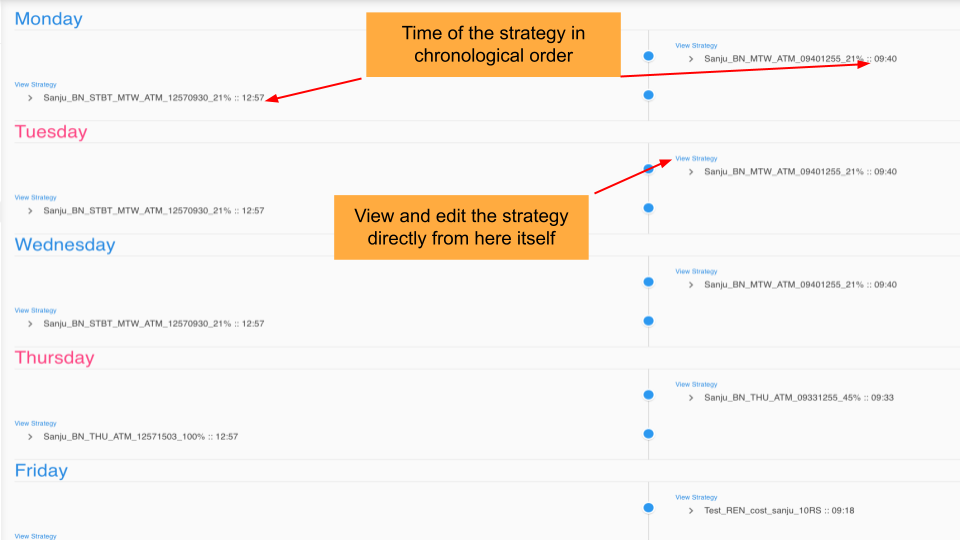 Monday
Time of the strategy in
chronological order
View Strategy
Sanju_BN_MTW_ATM_09401255_21% :: 09:40
View Strategy
Sanju_BN_STBT_MTW_ATM_12570930_21% :: 12:57
Tuesday
View Strategy
Sanju_BN_MTW_ATM_09401255_21% :: 09:40
View Strategy
Sanju_BN_STBT_MTW_ATM_12570930_21% :: 12:57
View and edit the strategy
directly from here itself
Wednesday
View Strategy
Sanju_BN_MTW_ATM_09401255_21% :: 09:40
View Strategy
Sanju_BN_STBT_MTW_ATM_12570930_21% :: 12:57
Thursday
View Strategy
Sanju_BN_THU_ATM_09331255_45% :: 09:33
View Strategy
Sanju_BN_THU_ATM_12571503_100% :: 12:57
Friday
View Strategy
Test_REN_cost_sanju_10RS :: 09:18
View Strategy